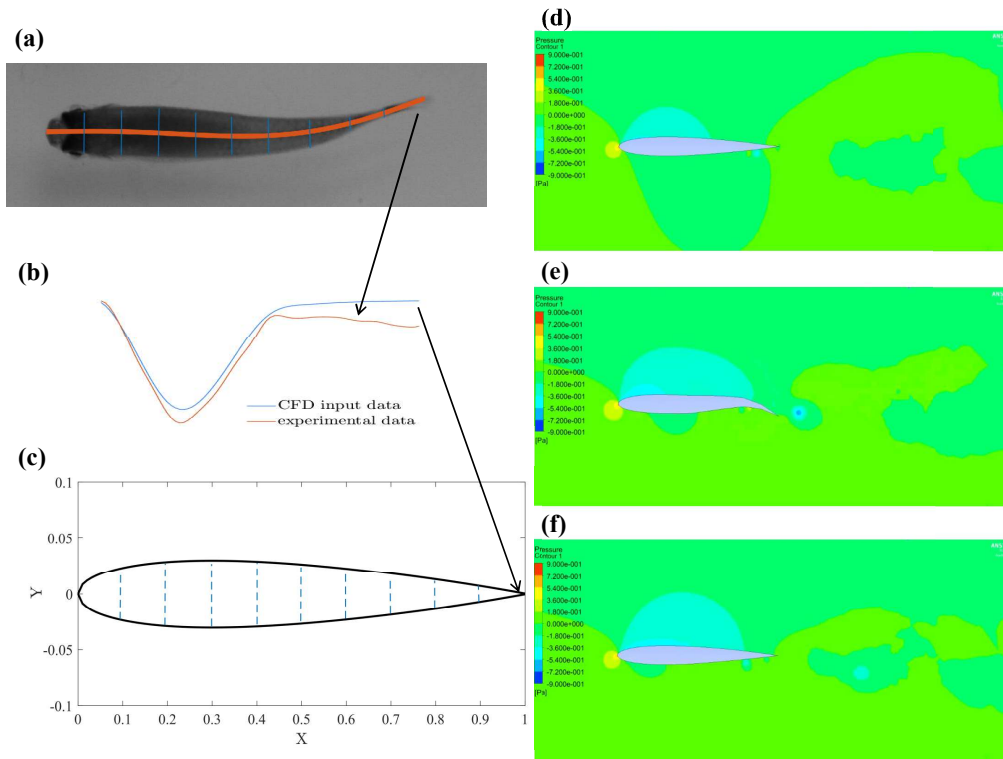 (a)
(b)
CFD input data
experimental data
(c)
0.1
0.05
0
-0.05
-0.1
Y
0 0.1 0.2 0.3 0.4 0.5 0.6 0.7 0.8 0.9 1
X
(d)
Pressure
Contour 1
9.000e-001
7.200e-001
5.400e-001
3.600e-001
1.800e-001
0.000e+000
-1.800e-001
-3.600e-001
-5.400e-001
-7.200e-001
-9.000e-001
[Pa]
ANS
(e)
Pressure
Contour 1
9.000e-001
7.200e-001
5.400e-001
3.600e-001
1.800e-001
0.000e+000
-1.800e-001
-3.600e-001
-5.400e-001
-7.200e-001
-9.000e-001
[Pa]
ANS
(f)
Pressure
Contour 1
9.000e-001
7.200e-001
5.400e-001
3.600e-001
1.800e-001
0.000e+000
-1.800e-001
-3.600e-001
-5.400e-001
-7.200e-001
-9.000e-001
[Pa]
ANS